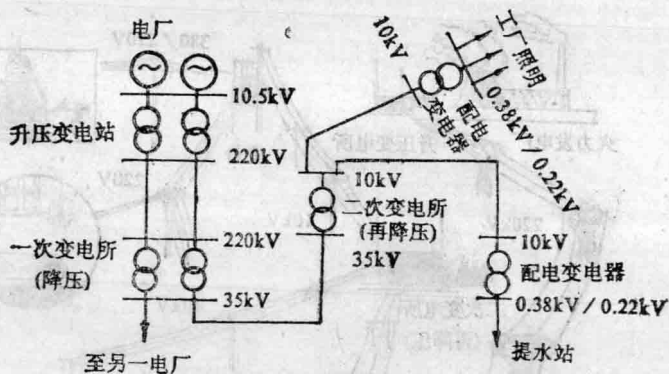 电厂
10.5kV
升压变电站
220kV
一次变电所
(降压)
220kV
35kV
至另一电厂
10kV
配电
变电器
工厂照明
0.38kV / 0.22kV
10kV
二次变电所
(再降压)
35kV
10kV
配电变电器
0.38kV / 0.22kV
提水站